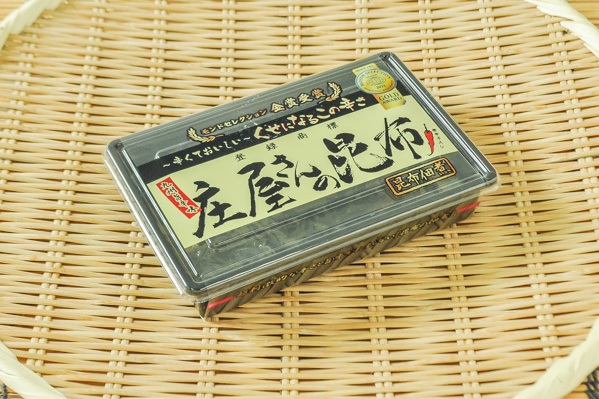 モンドセレクション 金賞受賞
～辛くておいしい～くせになるこの辛さ
登録商標
庄屋さんの昆布
昆布佃煮
GOLD AWARD